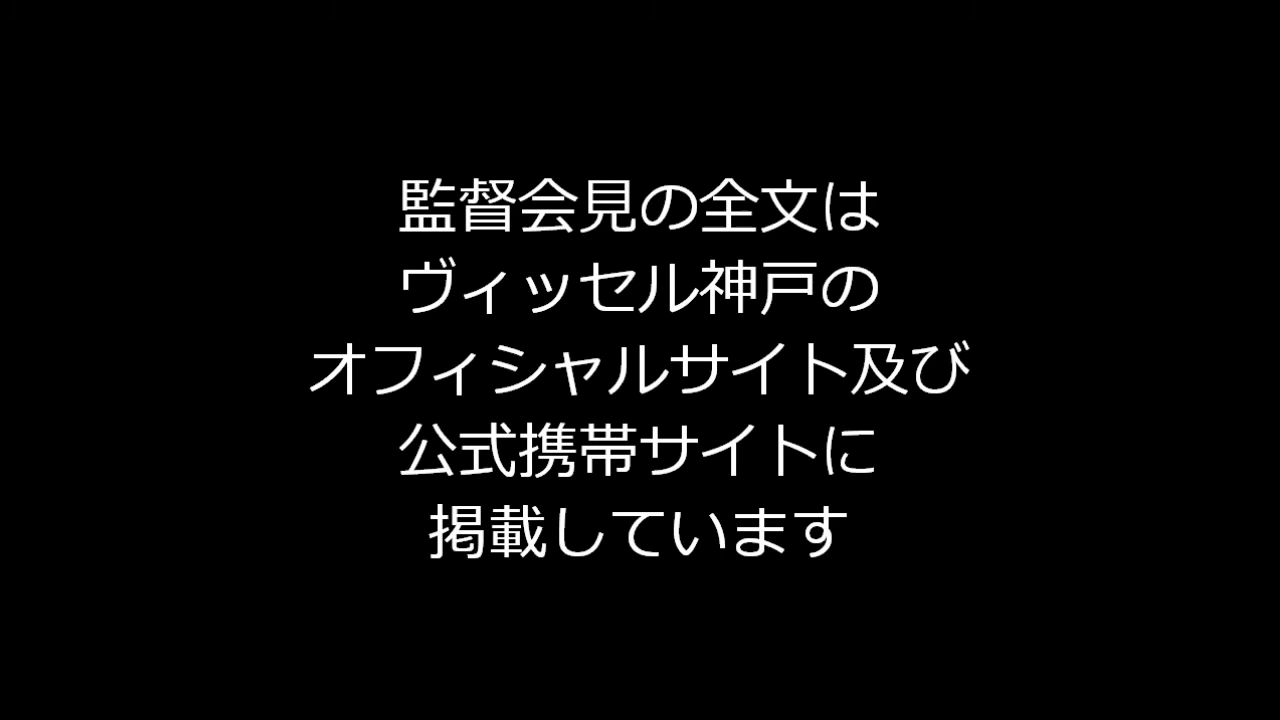 監督会見の全文は
ヴィッセル神戸の
オフィシャルサイト及び
公式携帯サイトに
掲載しています